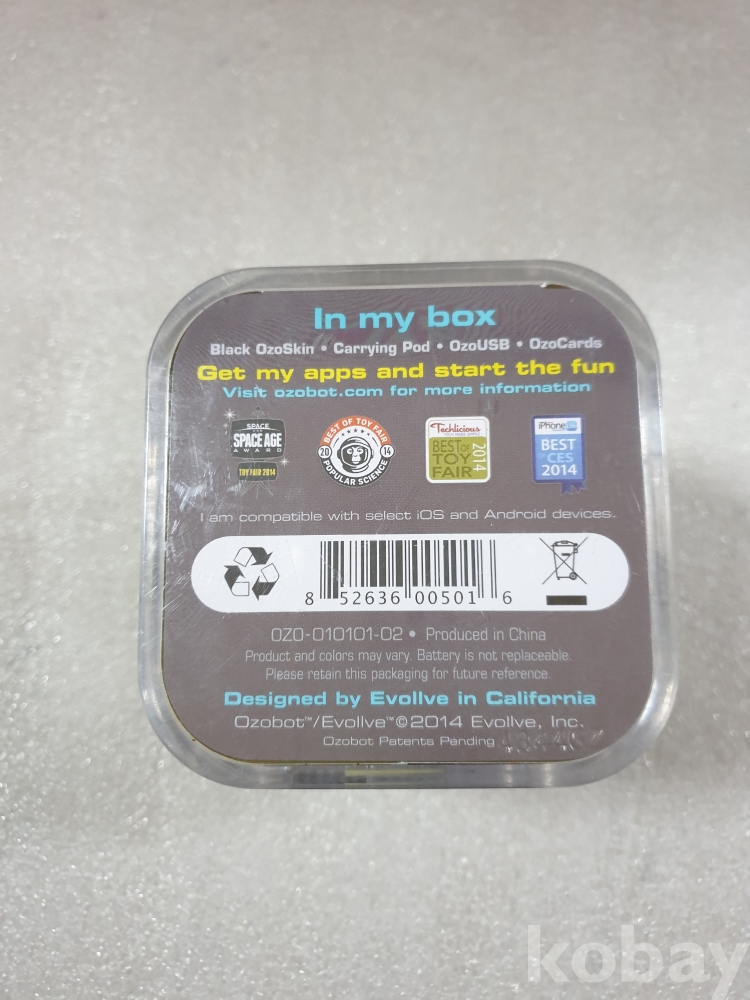 In my box
Black OzoSkin • Carrying Pod • OzoUSB • OzoCards
Get my apps and start the fun
Visit ozobot.com for more information
SPACE
SPACE AGE
AWARD
TOY FAIR 2014
BEST OF TOY FAIR
20 14
POPULAR SCIENCE
Techlicious
BEST OF
TOY
FAIR
2014
iPhone Life
BEST
of CES
2014
I am compatible with select iOS and Android devices.
8 52636 00501 6
OZO-010101-02 • Produced in China
Product and colors may vary. Battery is not replaceable.
Please retain this packaging for future reference.
Designed by Evollve in California
Ozobot™/Evollve™©2014 Evollve, Inc.
Ozobot Patents Pending
kobay